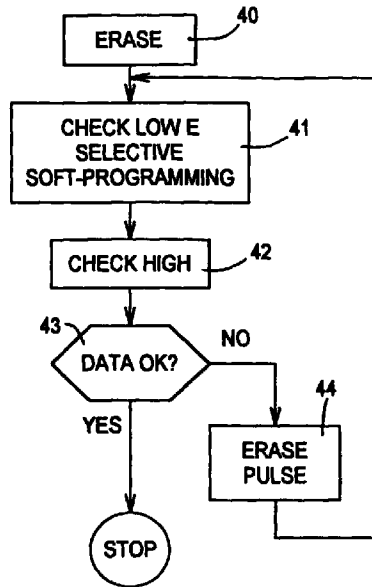 ERASE
40
CHECK LOW E
SELECTIVE
SOFT-PROGRAMMING
41
CHECK HIGH
42
43
DATA OK?
NO
YES
44
ERASE
PULSE
STOP